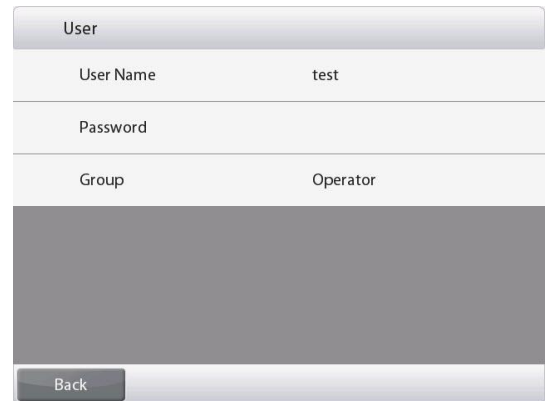 User
User Name test
Password
Group Operator
Back